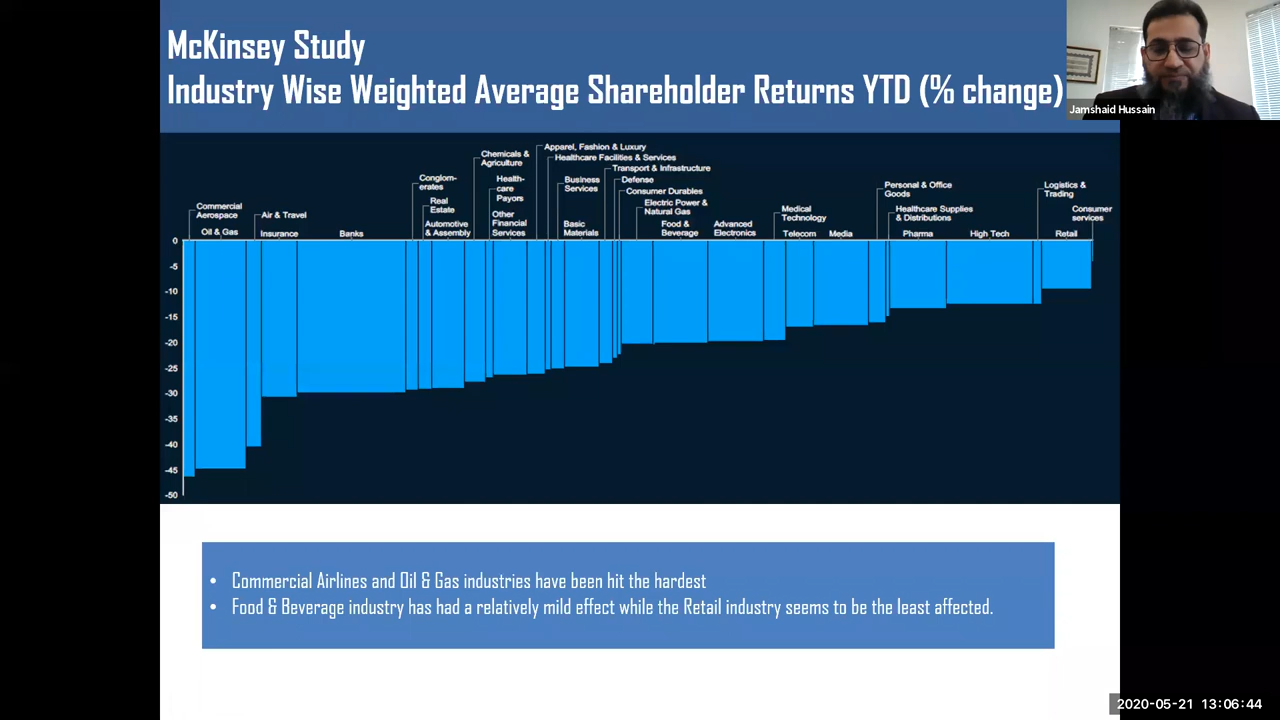 McKinsey Study
Industry Wise Weighted Average Shareholder Returns YTD (% change)
Jamshaid Hussain
Apparel, Fashion & Luxury
Chemicals &
Agriculture
Healthcare Facilities & Services
Transport & Infrastructure
Conglom-
erates
Health-
care
Payors
Business
Services
Defense
Consumer Durables
Personal & Office
Goods
Logistics &
Trading
Commercial
Aerospace
Air & Travel
Real
Estate
Other
Financial
Services
Electric Power &
Natural Gas
Medical
Technology
Healthcare Supplies
& Distributions
Consumer
services
Oil & Gas
Insurance
Banks
Automotive
& Assembly
Basic
Materials
Food &
Beverage
Advanced
Electronics
Telecom
Media
Pharma
High Tech
Retail
0
-5
-10
-15
-20
-25
-30
-35
-40
-45
-50
• Commercial Airlines and Oil & Gas industries have been hit the hardest
• Food & Beverage industry has had a relatively mild effect while the Retail industry seems to be the least affected.
2020-05-21 13:06:44